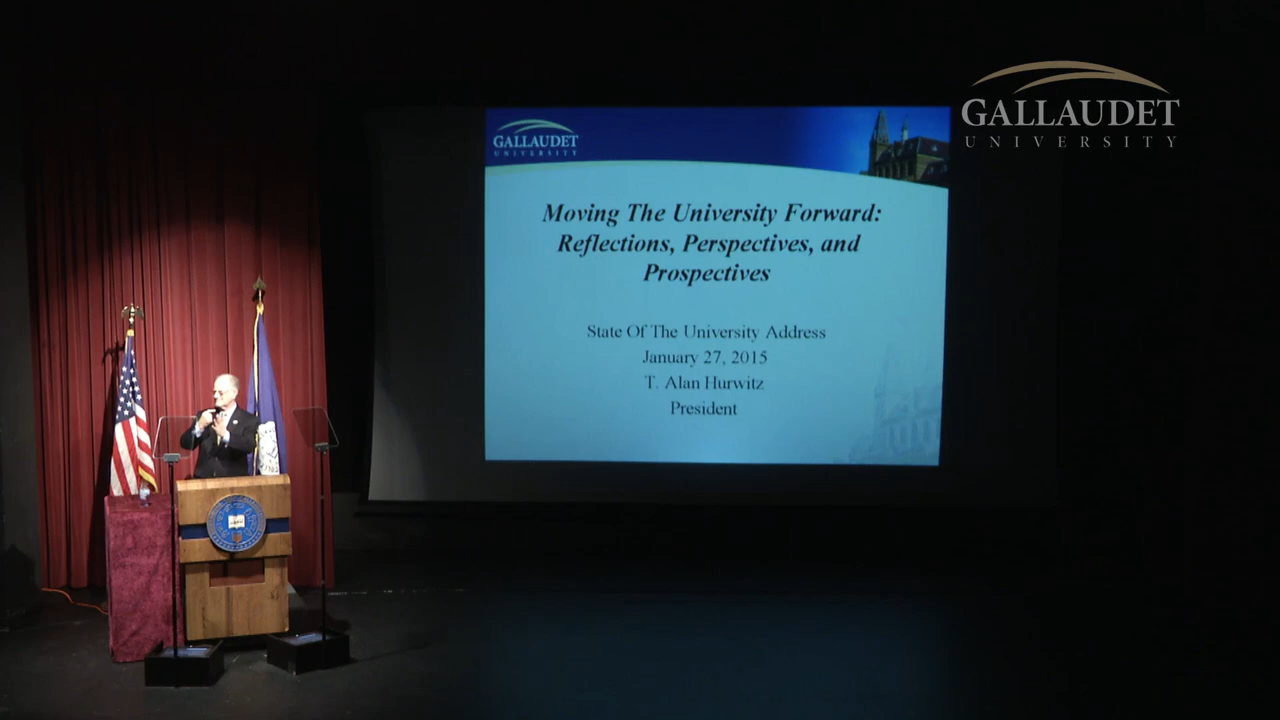 GALLAUDET
UNIVERSITY
GALLAUDET
UNIVERSITY
Moving The University Forward:
Reflections, Perspectives, and
Prospectives
State Of The University Address
January 27, 2015
T. Alan Hurwitz
President